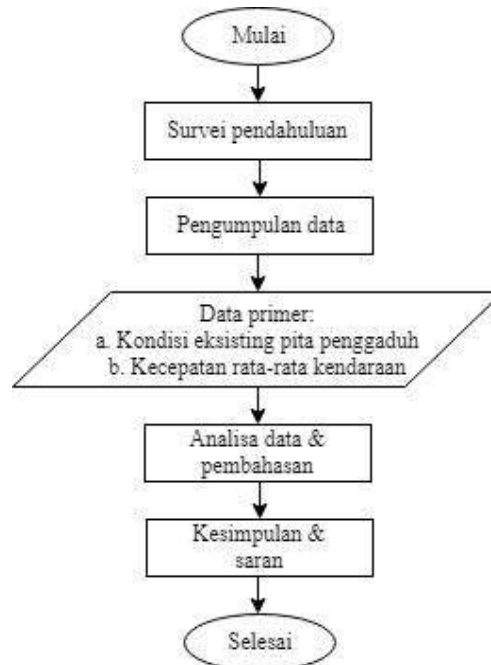 Mulai
Survei pendahuluan
Pengumpulan data
Data primer:
a. Kondisi eksisting pita penggaduh
b. Kecepatan rata-rata kendaraan
Analisa data &
pembahasan
Kesimpulan &
saran
Selesai